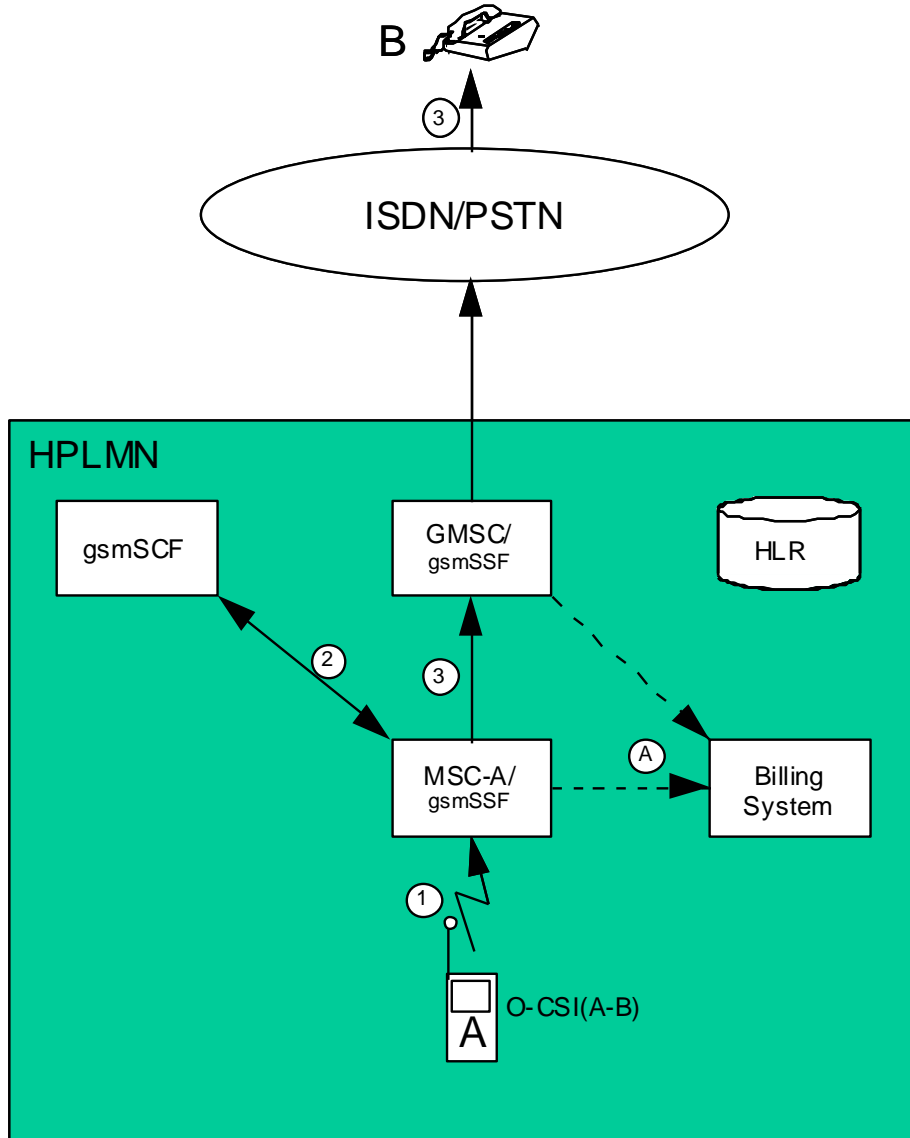 B
3
ISDN/PSTN
HPLMN
gsmSCF
GMSC/
gsmSSF
HLR
2
3
A
MSC-A/
gsmSSF
Billing
System
1
A
O-CSI(A-B)